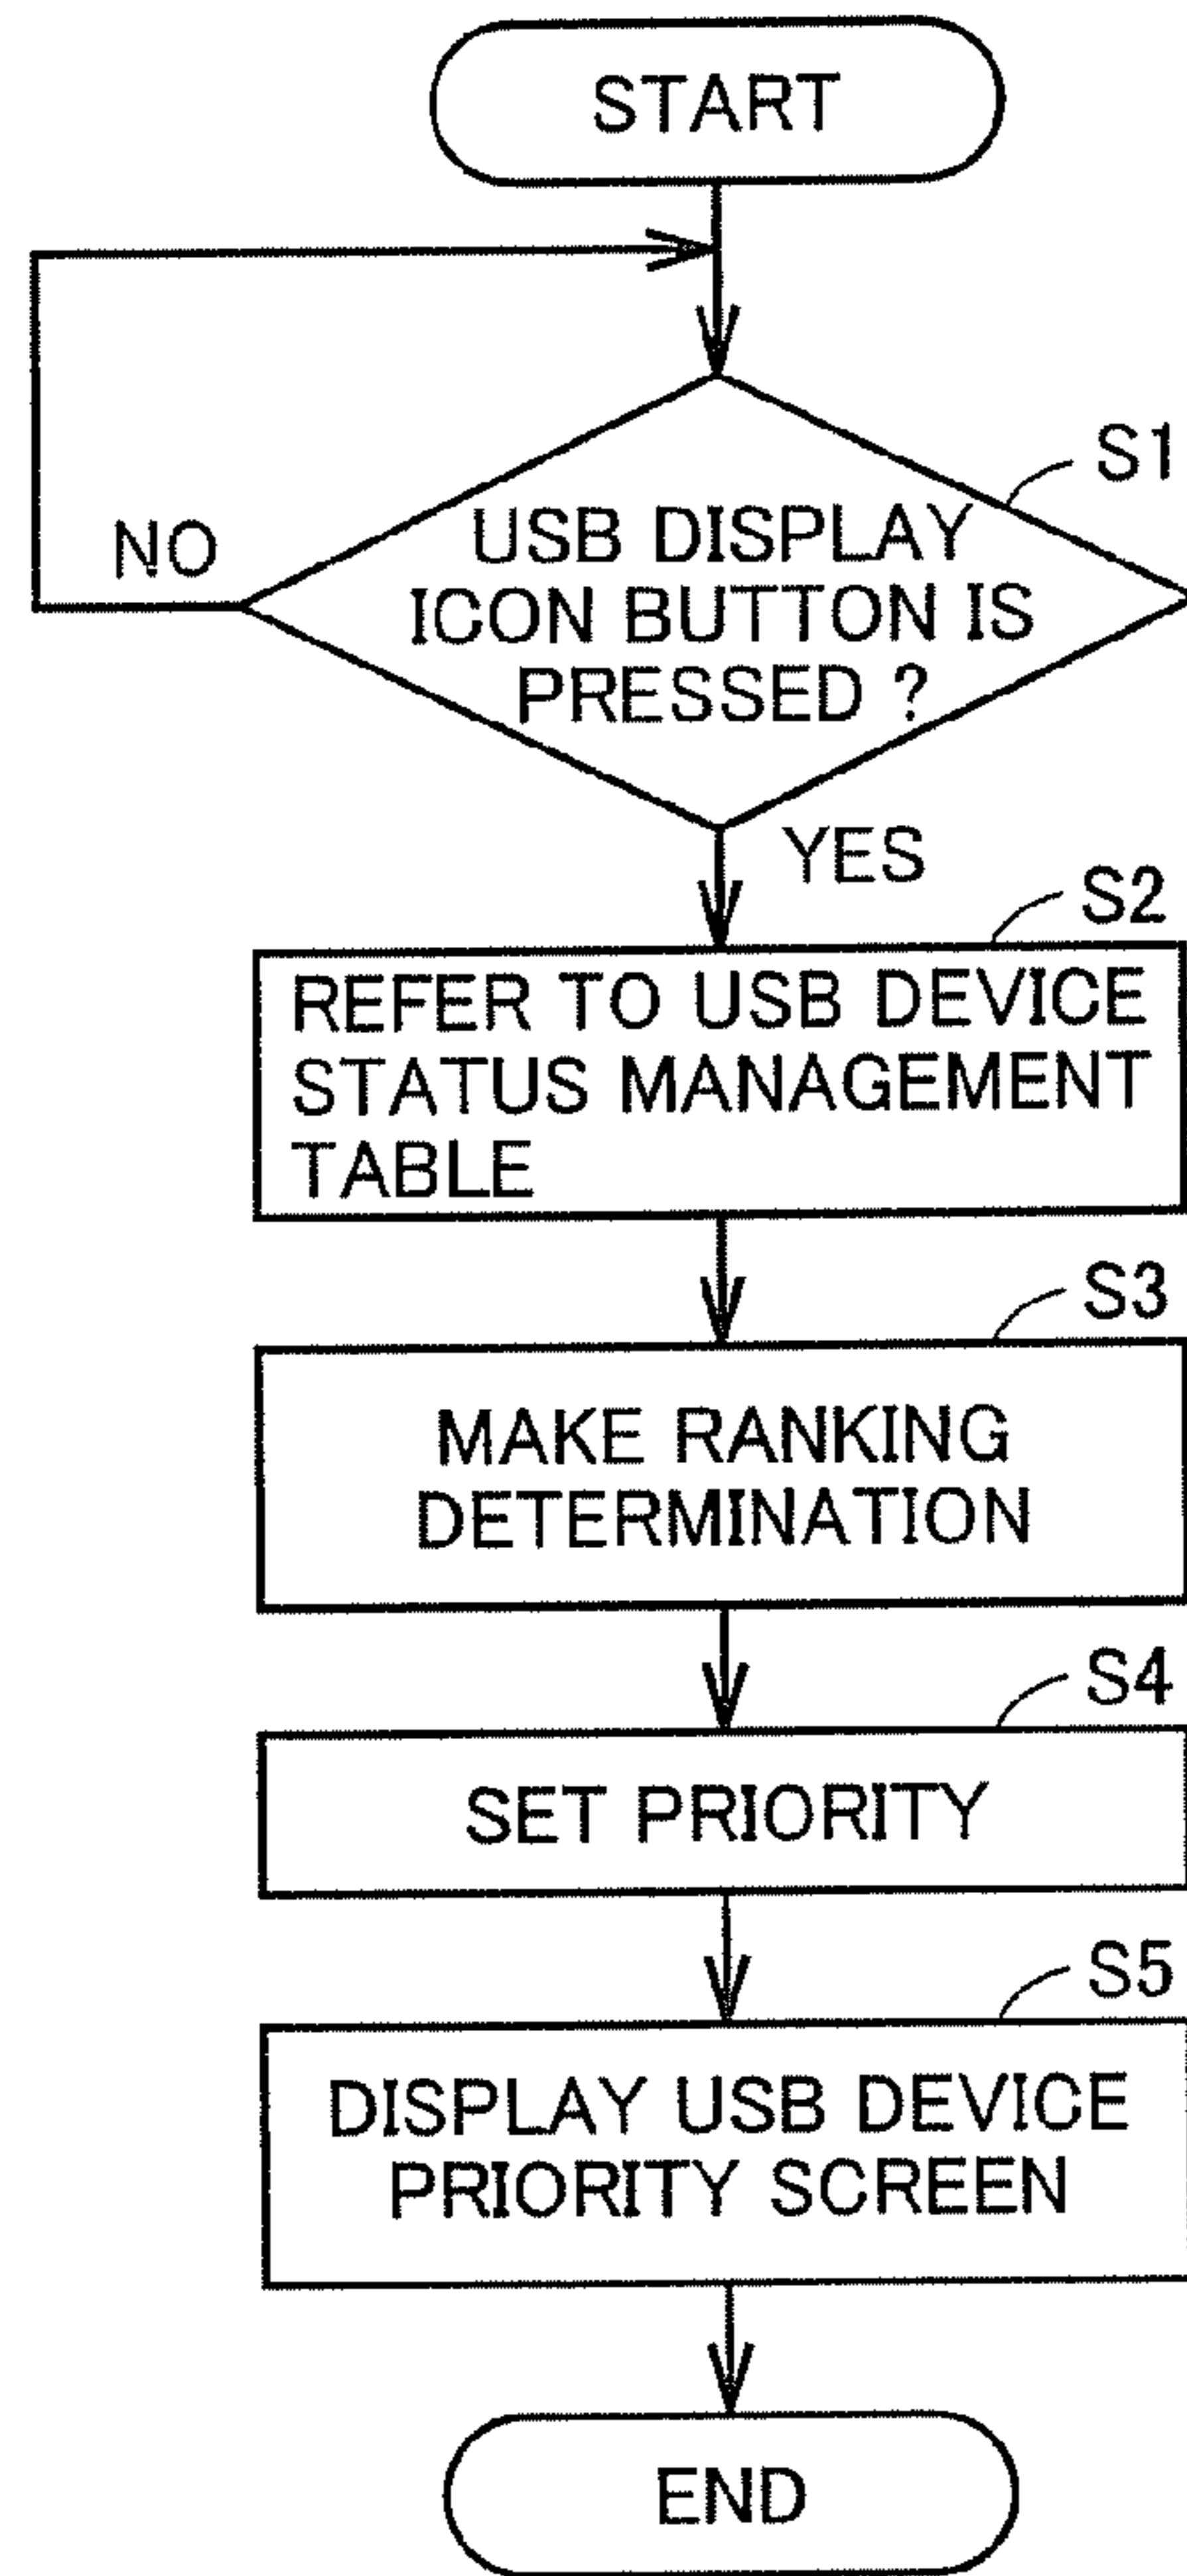 START
S1
USB DISPLAY
ICON BUTTON IS
PRESSED ?
NO
YES
S2
REFER TO USB DEVICE
STATUS MANAGEMENT
TABLE
S3
MAKE RANKING
DETERMINATION
S4
SET PRIORITY
S5
DISPLAY USB DEVICE
PRIORITY SCREEN
END